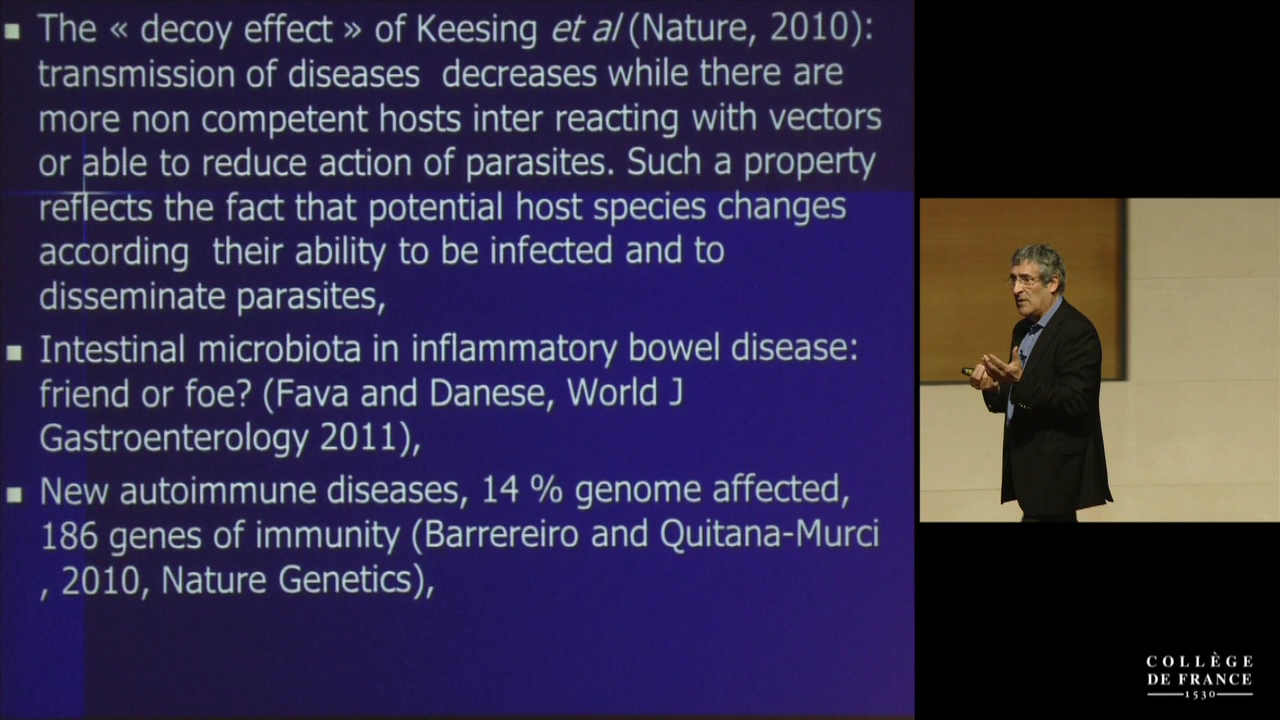 The « decoy effect » of Keesing et al (Nature, 2010):
transmission of diseases decreases while there are
more non competent hosts inter reacting with vectors
or able to reduce action of parasites. Such a property
reflects the fact that potential host species changes
according their ability to be infected and to
disseminate parasites,
Intestinal microbiota in inflammatory bowel disease:
friend or foe? (Fava and Danese, World J
Gastroenterology 2011),
New autoimmune diseases, 14 % genome affected,
186 genes of immunity (Barrereiro and Quitana-Murci
, 2010, Nature Genetics),
COLLÈGE
DE FRANCE
1530